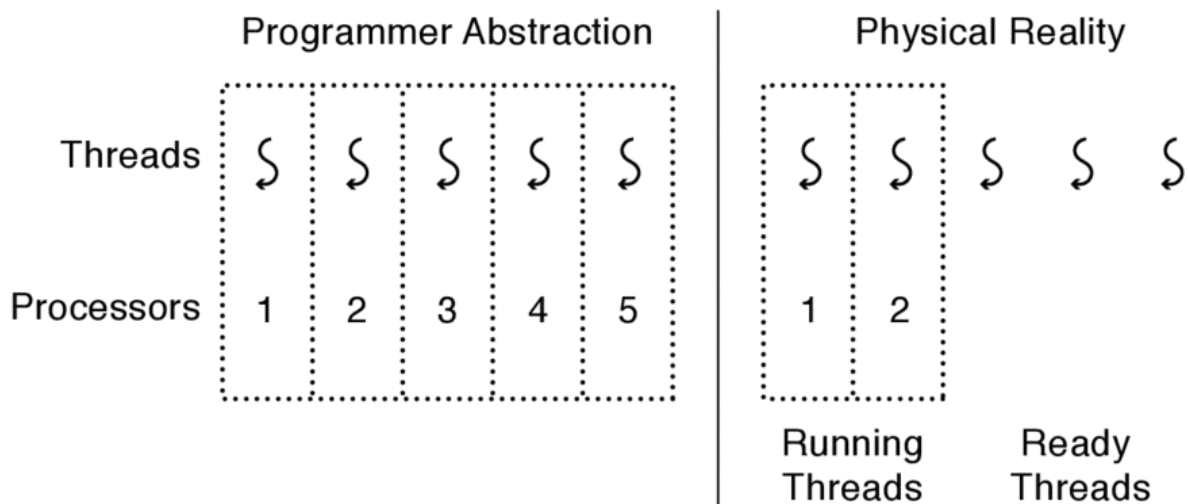 Programmer Abstraction
Physical Reality
Threads
Processors 1 2 3 4 5
1 2
Running
Threads
Ready
Threads